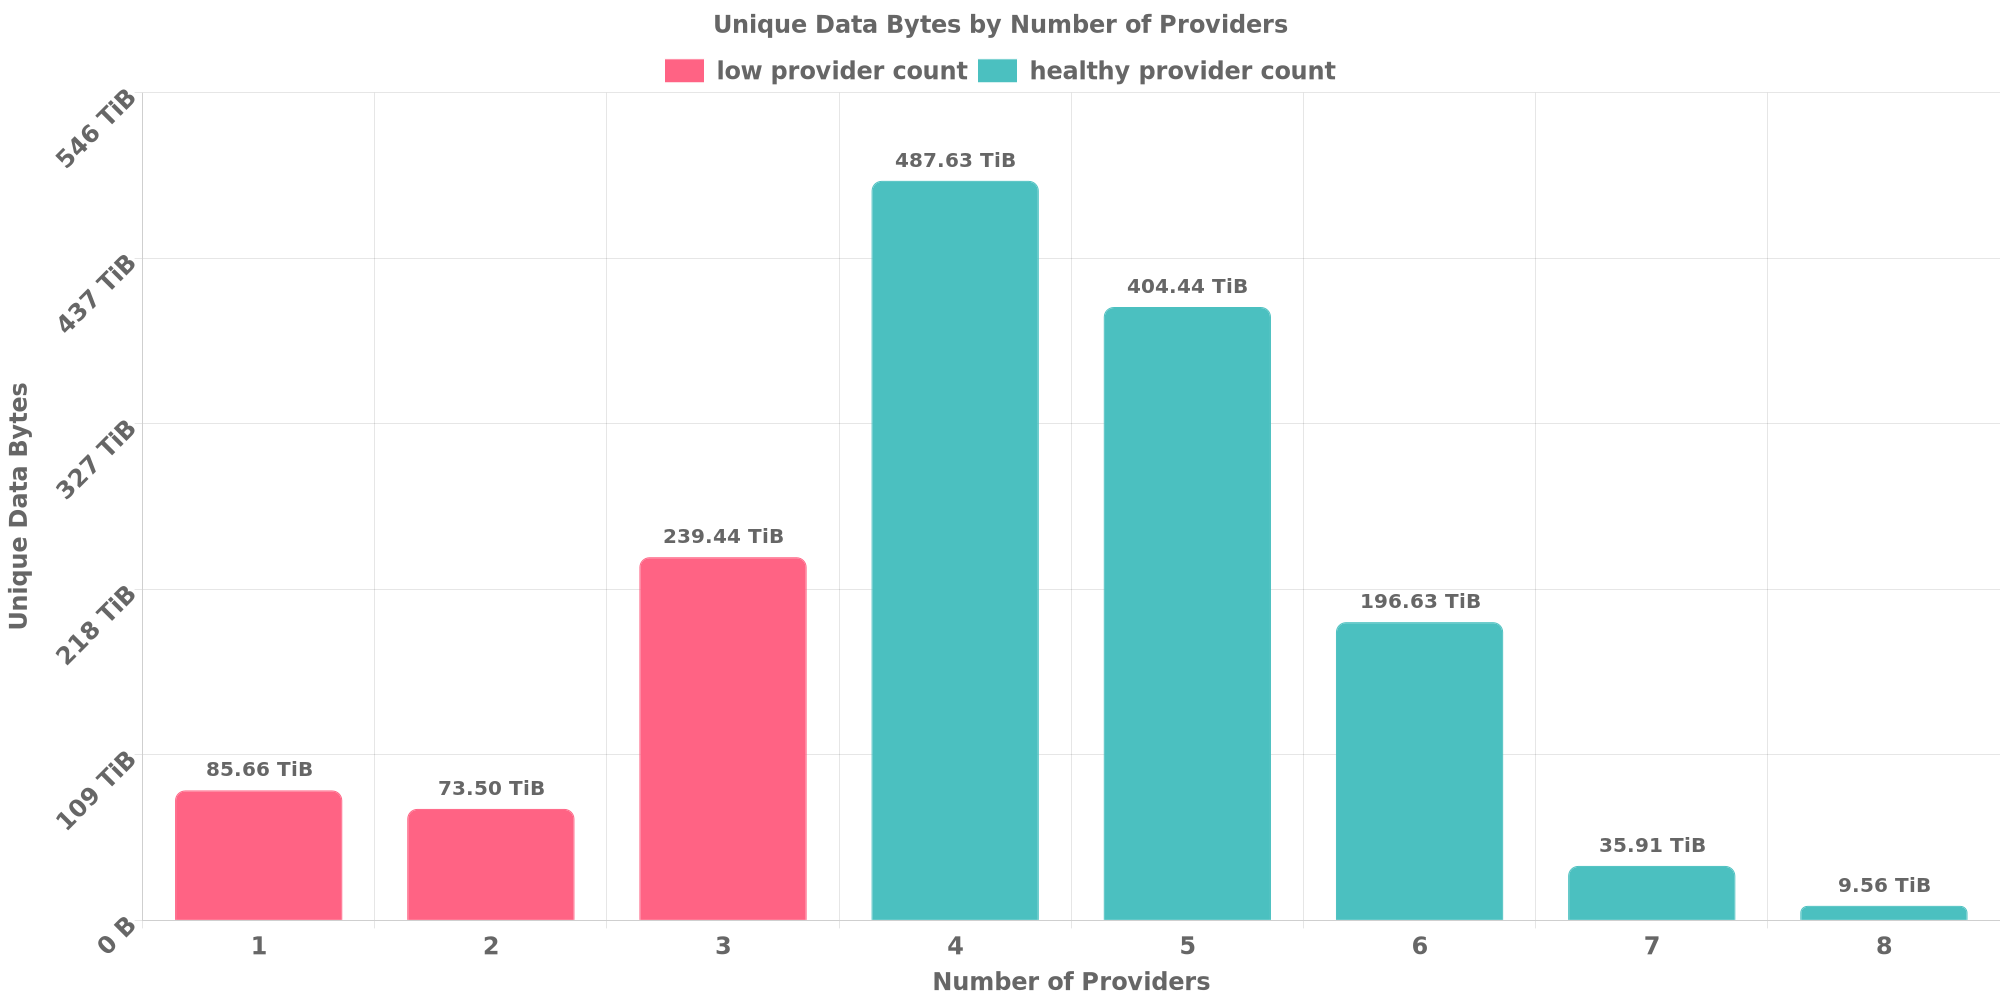 Unique Data Bytes by Number of Providers
low provider count
healthy provider count
546 TiB
437 TiB
327 TiB
218 TiB
109 TiB
0 B
Unique Data Bytes
85.66 TiB
73.50 TiB
239.44 TiB
487.63 TiB
404.44 TiB
196.63 TiB
35.91 TiB
9.56 TiB
1 2 3 4 5 6 7 8
Number of Providers